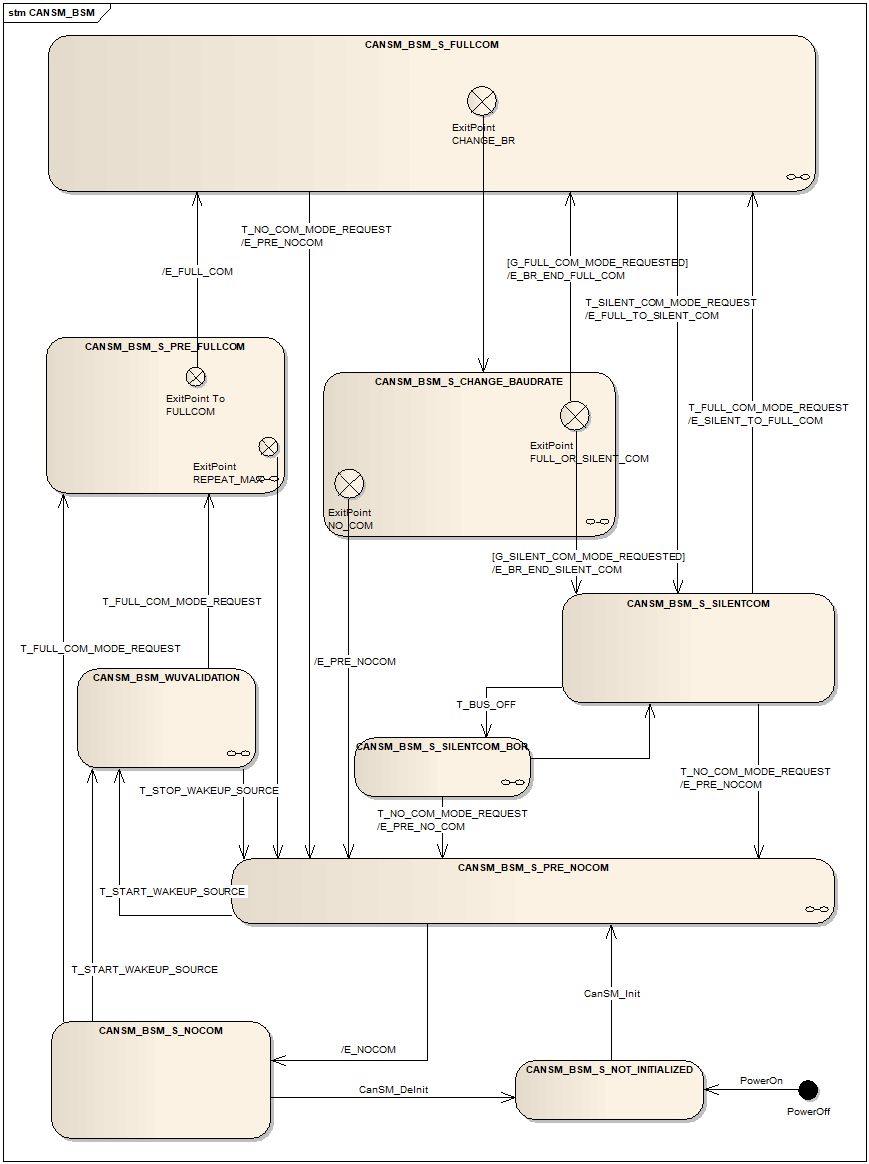 stm CANSM_BSM
CANSM_BSM_S_FULLCOM
ExitPoint
CHANGE_BR
T_NO_COM_MODE_REQUEST
/E_PRE_NOCOM
/E_FULL_COM
[G_FULL_COM_MODE_REQUESTED]
/E_BR_END_FULL_COM
T_SILENT_COM_MODE_REQUEST
/E_FULL_TO_SILENT_COM
CANSM_BSM_S_PRE_FULLCOM
ExitPoint To
FULLCOM
ExitPoint
REPEAT_MAX
CANSM_BSM_S_CHANGE_BAUDRATE
ExitPoint
FULL_OR_SILENT_COM
ExitPoint
NO_COM
T_FULL_COM_MODE_REQUEST
/E_SILENT_TO_FULL_COM
[G_SILENT_COM_MODE_REQUESTED]
/E_BR_END_SILENT_COM
T_FULL_COM_MODE_REQUEST
CANSM_BSM_S_SILENTCOM
T_FULL_COM_MODE_REQUEST
/E_PRE_NOCOM
CANSM_BSM_WUVALIDATION
T_BUS_OFF
CANSM_BSM_S_SILENTCOM_BOR
T_NO_COM_MODE_REQUEST
/E_PRE_NOCOM
T_STOP_WAKEUP_SOURCE
T_NO_COM_MODE_REQUEST
/E_PRE_NO_COM
CANSM_BSM_S_PRE_NOCOM
T_START_WAKEUP_SOURCE
T_START_WAKEUP_SOURCE
CanSM_Init
CANSM_BSM_S_NOCOM
/E_NOCOM
CANSM_BSM_S_NOT_INITIALIZED
CanSM_DeInit
PowerOn
PowerOff